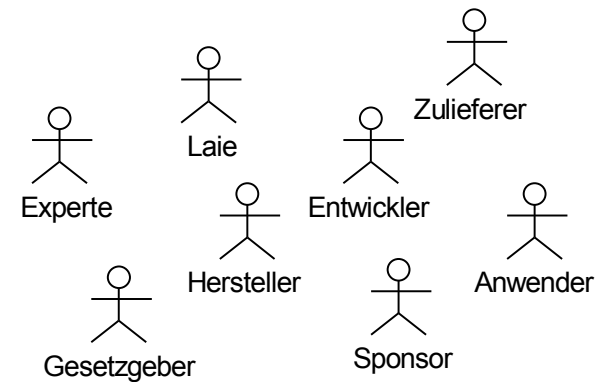 Zulieferer
Laie
Experte
Entwickler
Hersteller
Anwender
Gesetzgeber
Sponsor